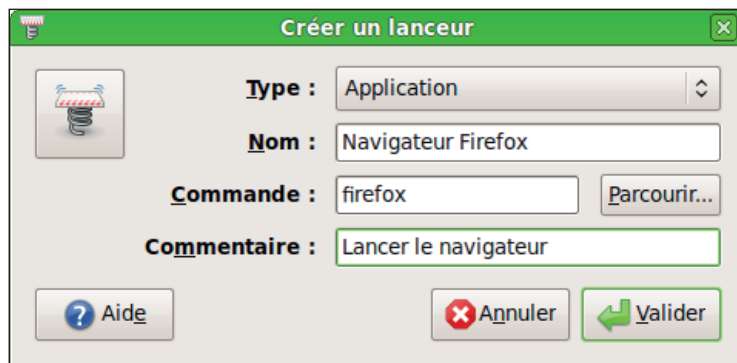 Créer un lanceur
Type : Application
Nom : Navigateur Firefox
Commande : firefox Parcourir...
Commentaire : Lancer le navigateur
Aide Annuler Valider